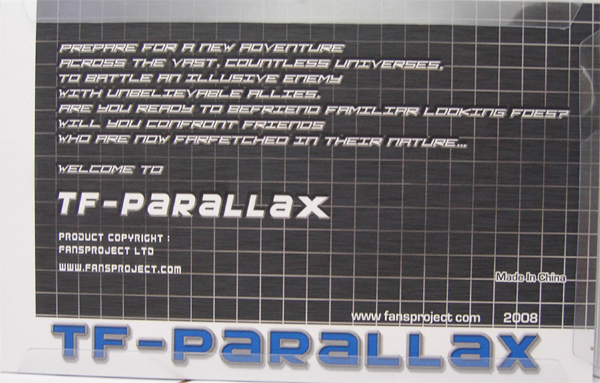 PREPARE FOR A NEW ADVENTURE
ACROSS THE VAST, COUNTLESS UNIVERSES,
TO BATTLE AN ILLUSIVE ENEMY
WITH UNBELIEVABLE ALLIES.
ARE YOU READY TO BEFRIEND FAMILIAR LOOKING FOES?
WILL YOU CONFRONT FRIENDS
WHO ARE NOW FARFETCHED IN THEIR NATURE...
WELCOME TO
TF-PARALLAX
PRODUCT COPYRIGHT :
FANSPROJECT LTD
WWW.FANSPROJECT.COM
Made In China
www.fansproject.com 2008
TF-PARALLAX